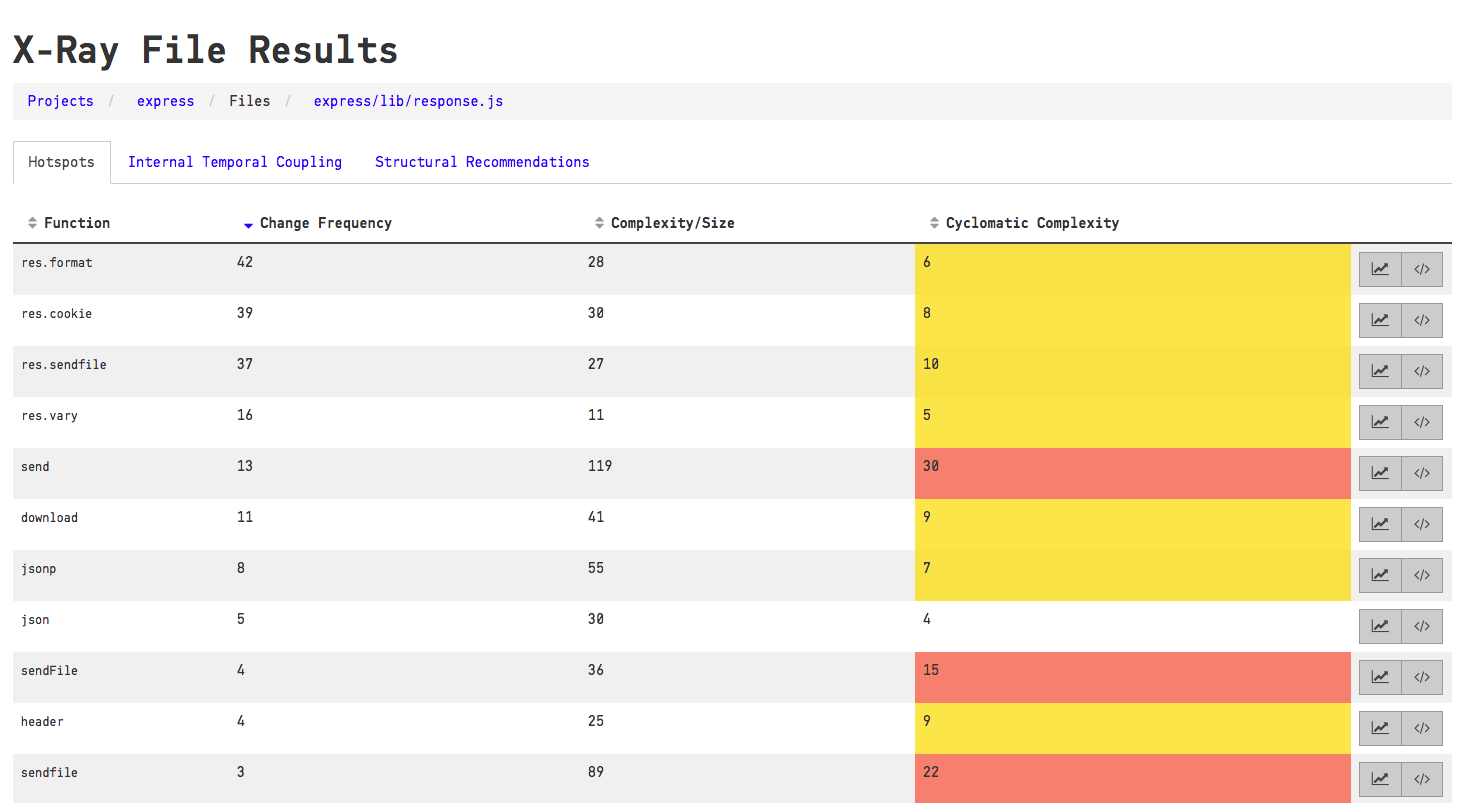 X-Ray File Results
Projects / express / Files / express/lib/response.js
Hotspots Internal Temporal Coupling Structural Recommendations
Function Change Frequency Complexity/Size Cyclomatic Complexity
res.format 42 28 6 </>
res.cookie 39 30 8 </>
res.sendfile 37 27 10 </>
res.vary 16 11 5 </>
send 13 119 30 </>
download 11 41 9 </>
jsonp 8 55 7 </>
json 5 30 4 </>
sendFile 4 36 15 </>
header 4 25 9 </>
sendfile 3 89 22 </>